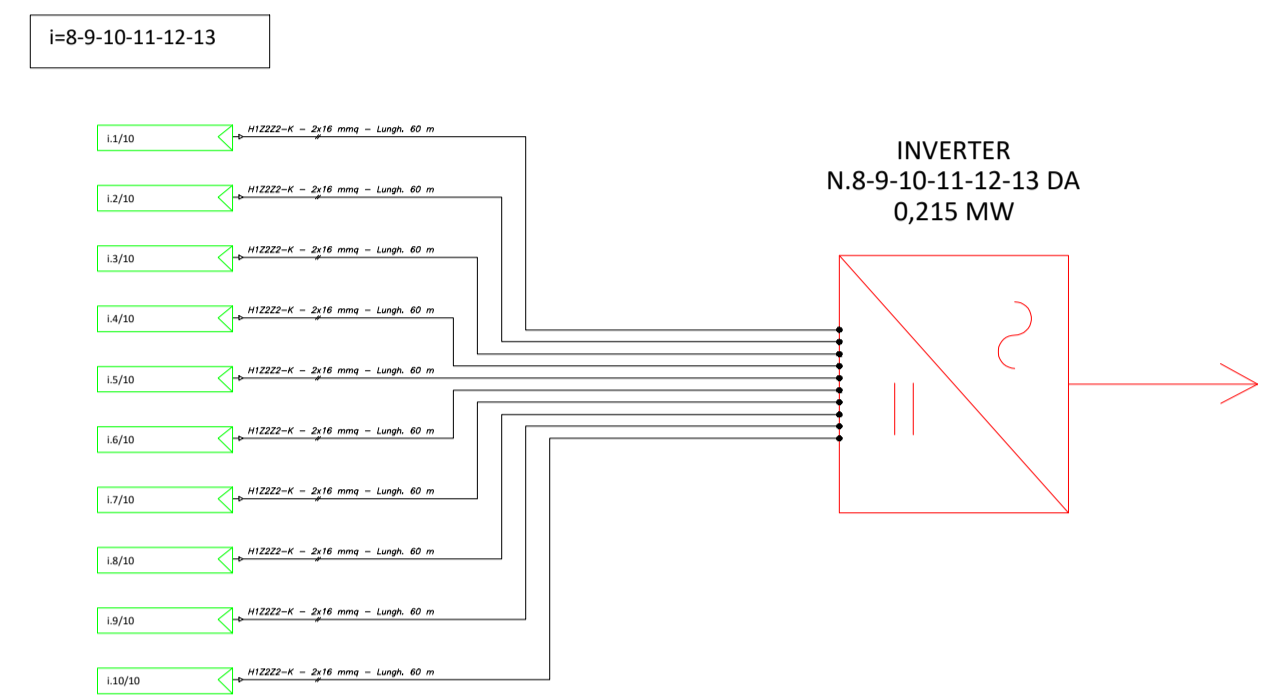 i=8-9-10-11-12-13
INVERTER
N.8-9-10-11-12-13 DA
0,215 MW
i.1/10
H1Z2Z2-K - 2x16 mmq - Lungh. 60 m
i.2/10
H1Z2Z2-K - 2x16 mmq - Lungh. 60 m
i.3/10
H1Z2Z2-K - 2x16 mmq - Lungh. 60 m
i.4/10
H1Z2Z2-K - 2x16 mmq - Lungh. 60 m
i.5/10
H1Z2Z2-K - 2x16 mmq - Lungh. 60 m
i.6/10
H1Z2Z2-K - 2x16 mmq - Lungh. 60 m
i.7/10
H1Z2Z2-K - 2x16 mmq - Lungh. 60 m
i.8/10
H1Z2Z2-K - 2x16 mmq - Lungh. 60 m
i.9/10
H1Z2Z2-K - 2x16 mmq - Lungh. 60 m
i.10/10
H1Z2Z2-K - 2x16 mmq - Lungh. 60 m